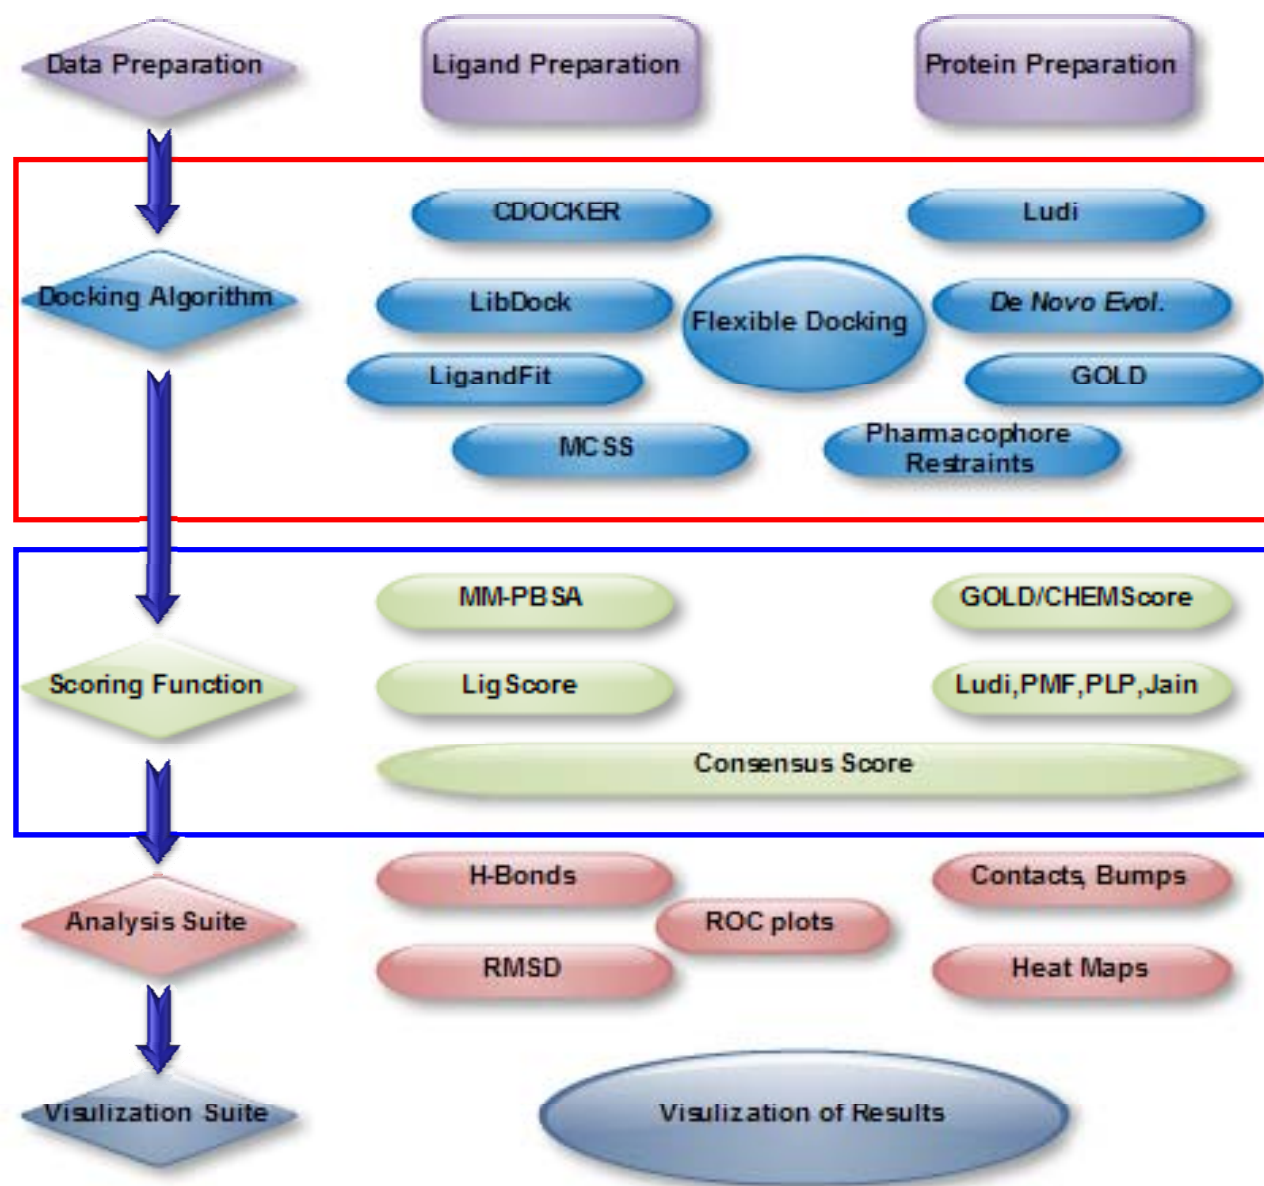 Data Preparation
Ligand Preparation
Protein Preparation
CDOCKER
Ludi
Docking Algorithm
LibDock
Flexible Docking
De Novo Evol.
LigandFit
GOLD
MCSS
Pharmacophore
Restraints
MM-PBSA
GOLD/CHEMScore
Scoring Function
LigScore
Ludi,PMF,PLP,Jain
Consensus Score
H-Bonds
Contacts, Bumps
Analysis Suite
ROC plots
RMSD
Heat Maps
Visulization Suite
Visulization of Results